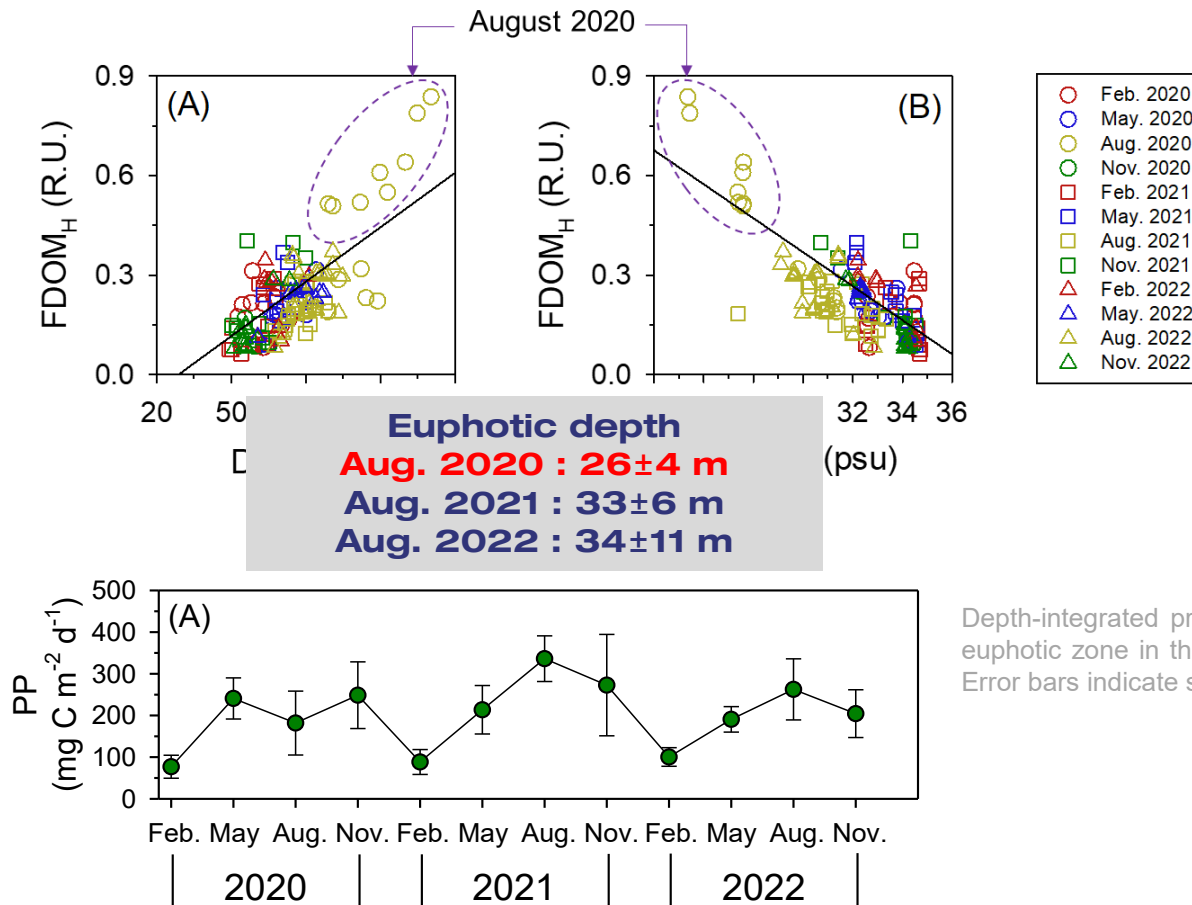 August 2020
0.9
0.6
0.3
0.0
FDOM_H (R.U.)
(A)
20
50
D
0.9
0.6
0.3
0.0
FDOM_H (R.U.)
(B)
32
34
36
(psu)
Feb. 2020
May. 2020
Aug. 2020
Nov. 2020
Feb. 2021
May. 2021
Aug. 2021
Nov. 2021
Feb. 2022
May. 2022
Aug. 2022
Nov. 2022
Euphotic depth
Aug. 2020 : 26±4 m
Aug. 2021 : 33±6 m
Aug. 2022 : 34±11 m
PP
(mg C m⁻² d⁻¹)
500
400
300
200
100
0
(A)
Feb. May Aug. Nov. Feb. May Aug. Nov. Feb. May Aug. Nov.
2020 2021 2022
Depth-integrated pr
euphotic zone in th
Error bars indicate s